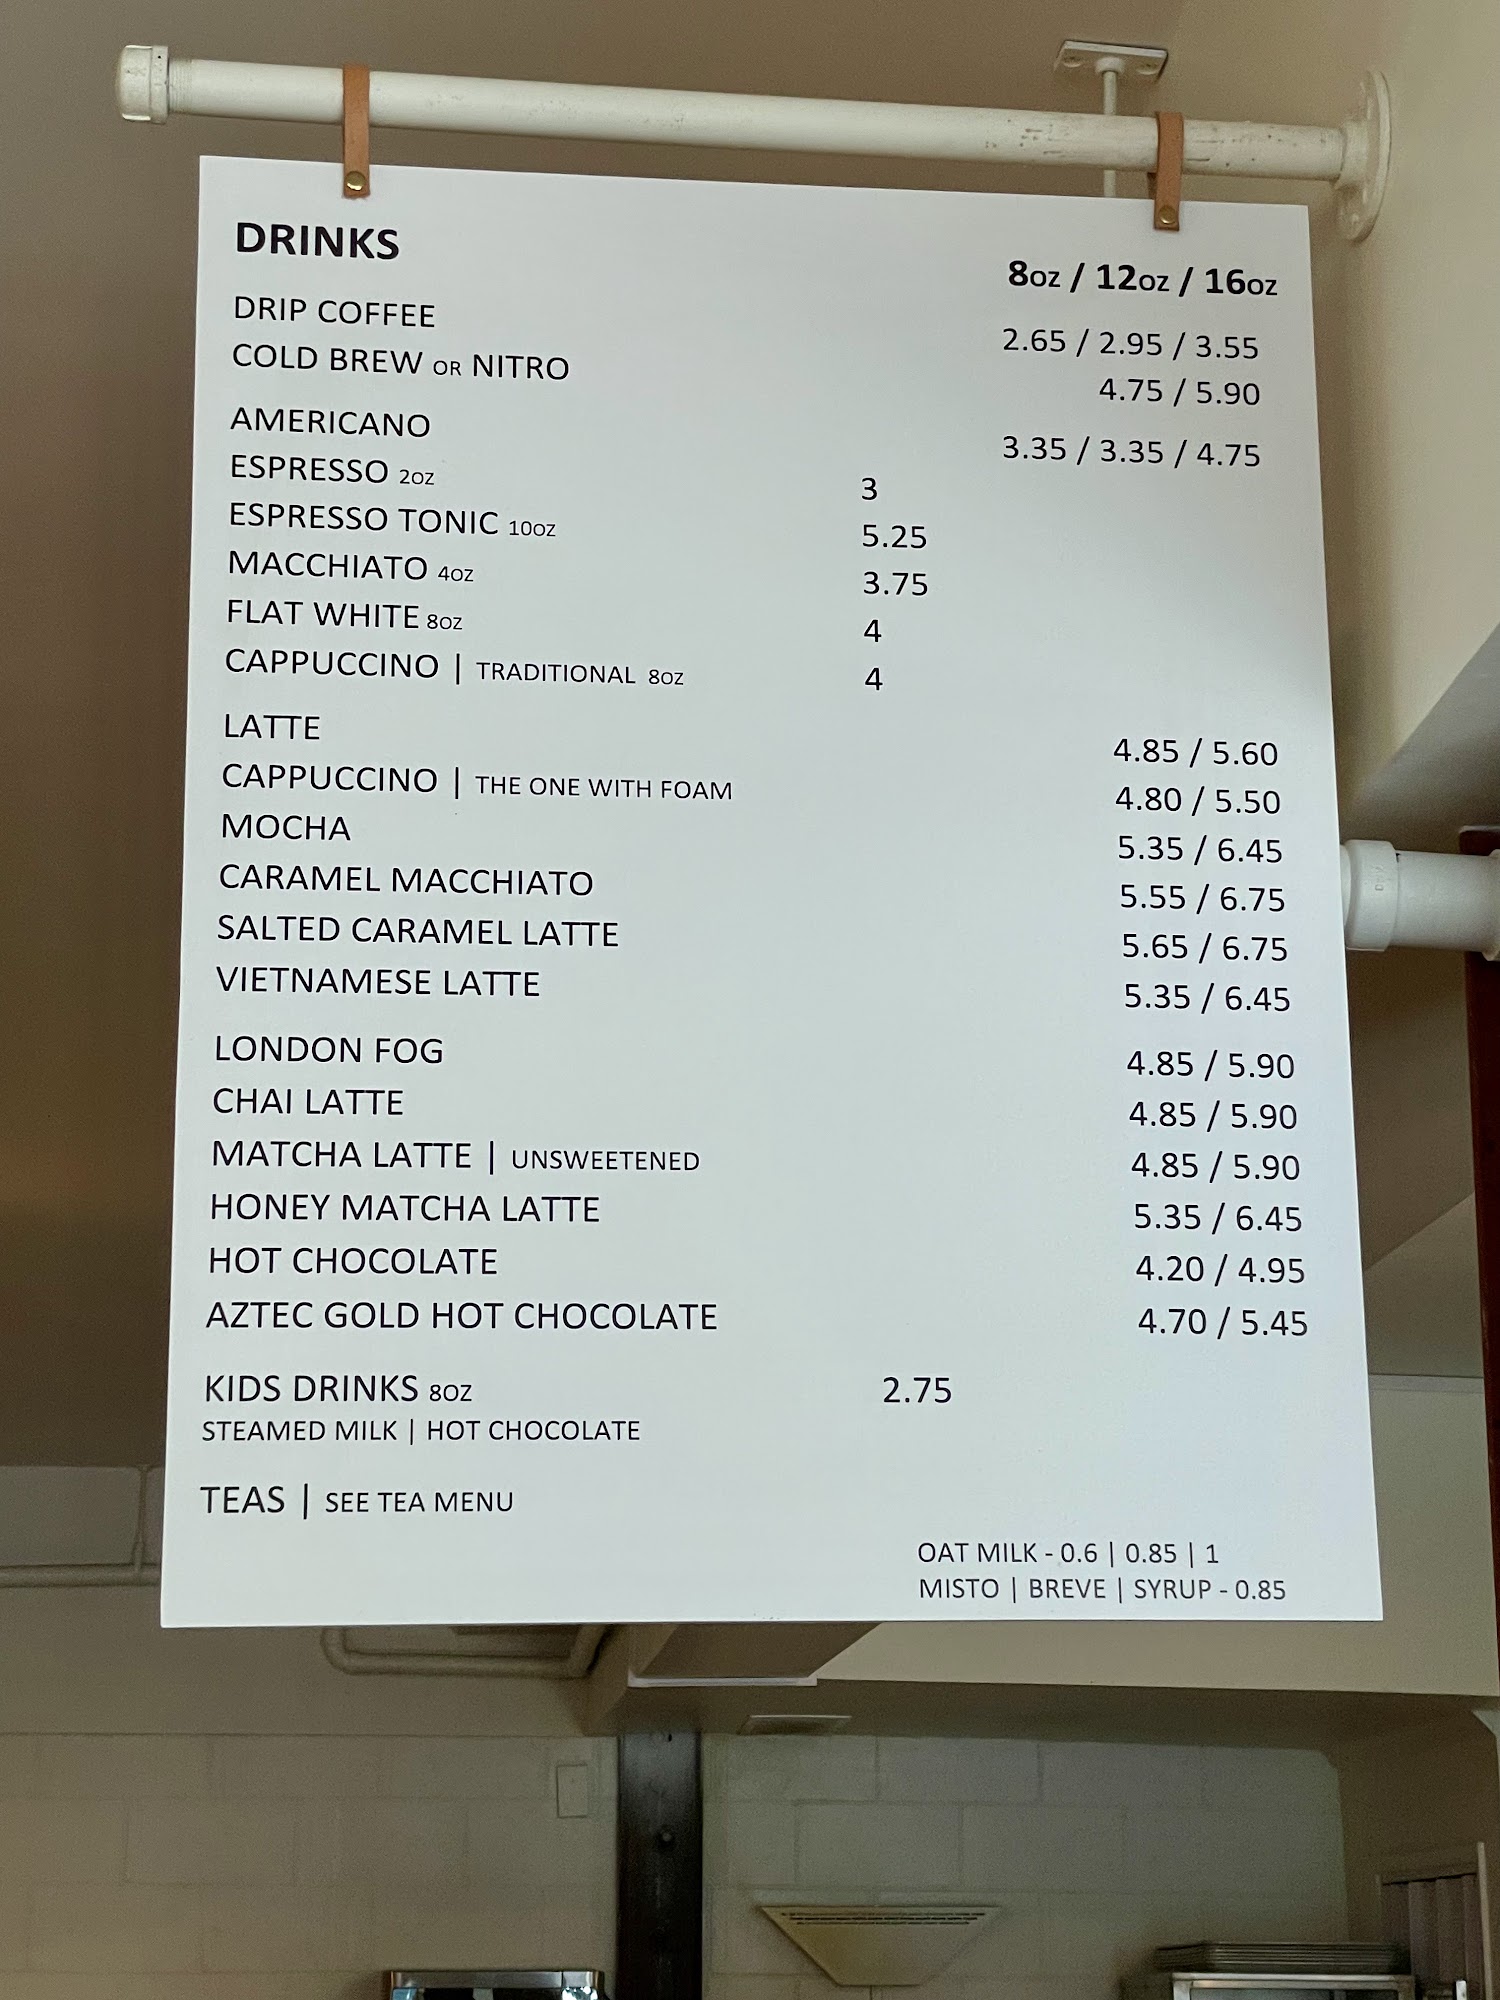 DRINKS 8oz / 12oz / 16oz
DRIP COFFEE 2.65 / 2.95 / 3.55
COLD BREW OR NITRO 4.75 / 5.90
AMERICANO 3.35 / 3.35 / 4.75
ESPRESSO 2oz 3
ESPRESSO TONIC 10oz 5.25
MACCHIATO 4oz 3.75
FLAT WHITE 8oz 4
CAPPUCCINO | TRADITIONAL 8oz 4
LATTE 4.85 / 5.60
CAPPUCCINO | THE ONE WITH FOAM 4.80 / 5.50
MOCHA 5.35 / 6.45
CARAMEL MACCHIATO 5.55 / 6.75
SALTED CARAMEL LATTE 5.65 / 6.75
VIETNAMESE LATTE 5.35 / 6.45
LONDON FOG 4.85 / 5.90
CHAI LATTE 4.85 / 5.90
MATCHA LATTE | UNSWEETENED 4.85 / 5.90
HONEY MATCHA LATTE 5.35 / 6.45
HOT CHOCOLATE 4.20 / 4.95
AZTEC GOLD HOT CHOCOLATE 4.70 / 5.45
KIDS DRINKS 8OZ 2.75
STEAMED MILK | HOT CHOCOLATE
TEAS | SEE TEA MENU
OAT MILK - 0.6 | 0.85 | 1
MISTO | BREVE | SYRUP - 0.85